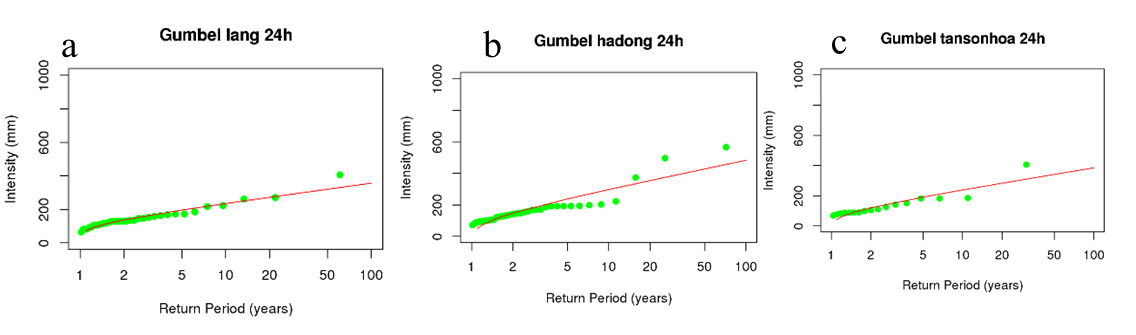 a
Gumbel lang 24h
Intensity (mm)
1000
600
200
0
1 2 5 10 20 50 100
Return Period (years)
b
Gumbel hadong 24h
Intensity (mm)
1000
600
200
0
1 2 5 10 20 50 100
Return Period (years)
c
Gumbel tansonhoa 24h
Intensity (mm)
1000
600
200
0
1 2 5 10 20 50 100
Return Period (years)